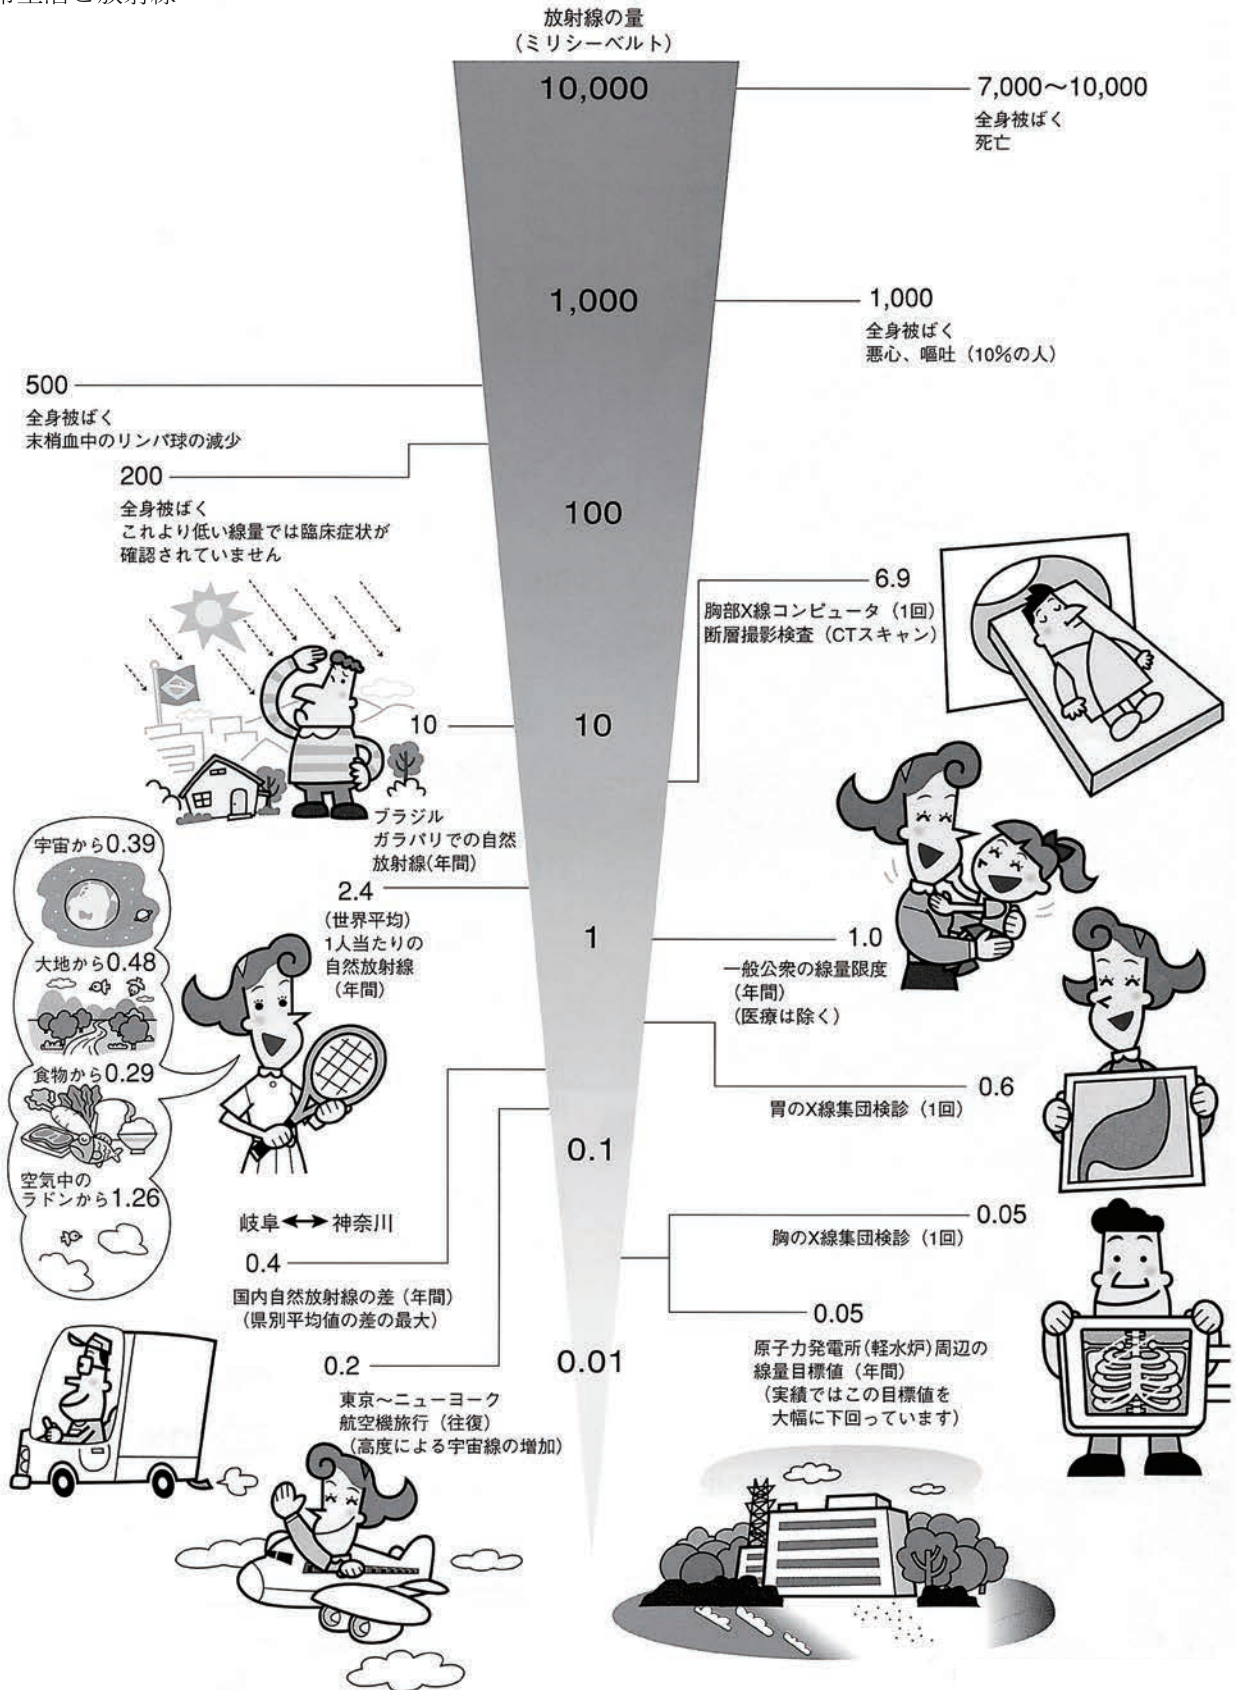 放射線の量
（ミリシーベルト）
10,000
7,000〜10,000
全身被ばく
死亡
1,000
1,000
全身被ばく
悪心、嘔吐（10%の人）
500
全身被ばく
末梢血中のリンパ球の減少
200
全身被ばく
これより低い線量では臨床症状が
確認されていません
100
6.9
胸部X線コンピュータ（1回）
断層撮影検査（CTスキャン）
10
10
ブラジル
ガラパリでの自然
放射線(年間)
2.4
（世界平均）
1人当たりの
自然放射線
（年間）
宇宙から0.39
大地から0.48
食物から0.29
空気中の
ラドンから1.26
1
1.0
一般公衆の線量限度
（年間）
（医療は除く）
0.6
胃のX線集団検診（1回）
0.1
岐阜⟷神奈川
0.4
国内自然放射線の差（年間）
（県別平均値の差の最大）
0.05
胸のX線集団検診（1回）
0.05
原子力発電所(軽水炉)周辺の
線量目標値（年間）
（実績ではこの目標値を
大幅に下回っています）
0.01
0.2
東京〜ニューヨーク
航空機旅行（往復）
（高度による宇宙線の増加）